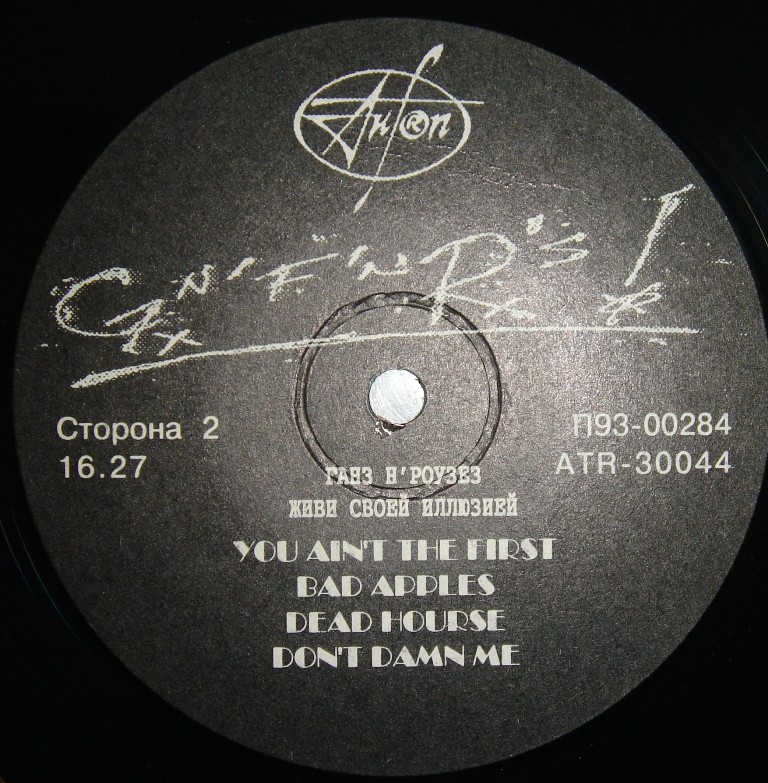 АнTRоп
G N' F 'N' R 's !
Сторона 2
П93-00284
16.27
ATR-30044
ГАНЗ Н'РОУЗЕЗ
ЖИВИ СВОЕЙ ИЛЛЮЗИЕЙ
YOU AIN'T THE FIRST
BAD APPLES
DEAD HOURSE
DON'T DAMN ME